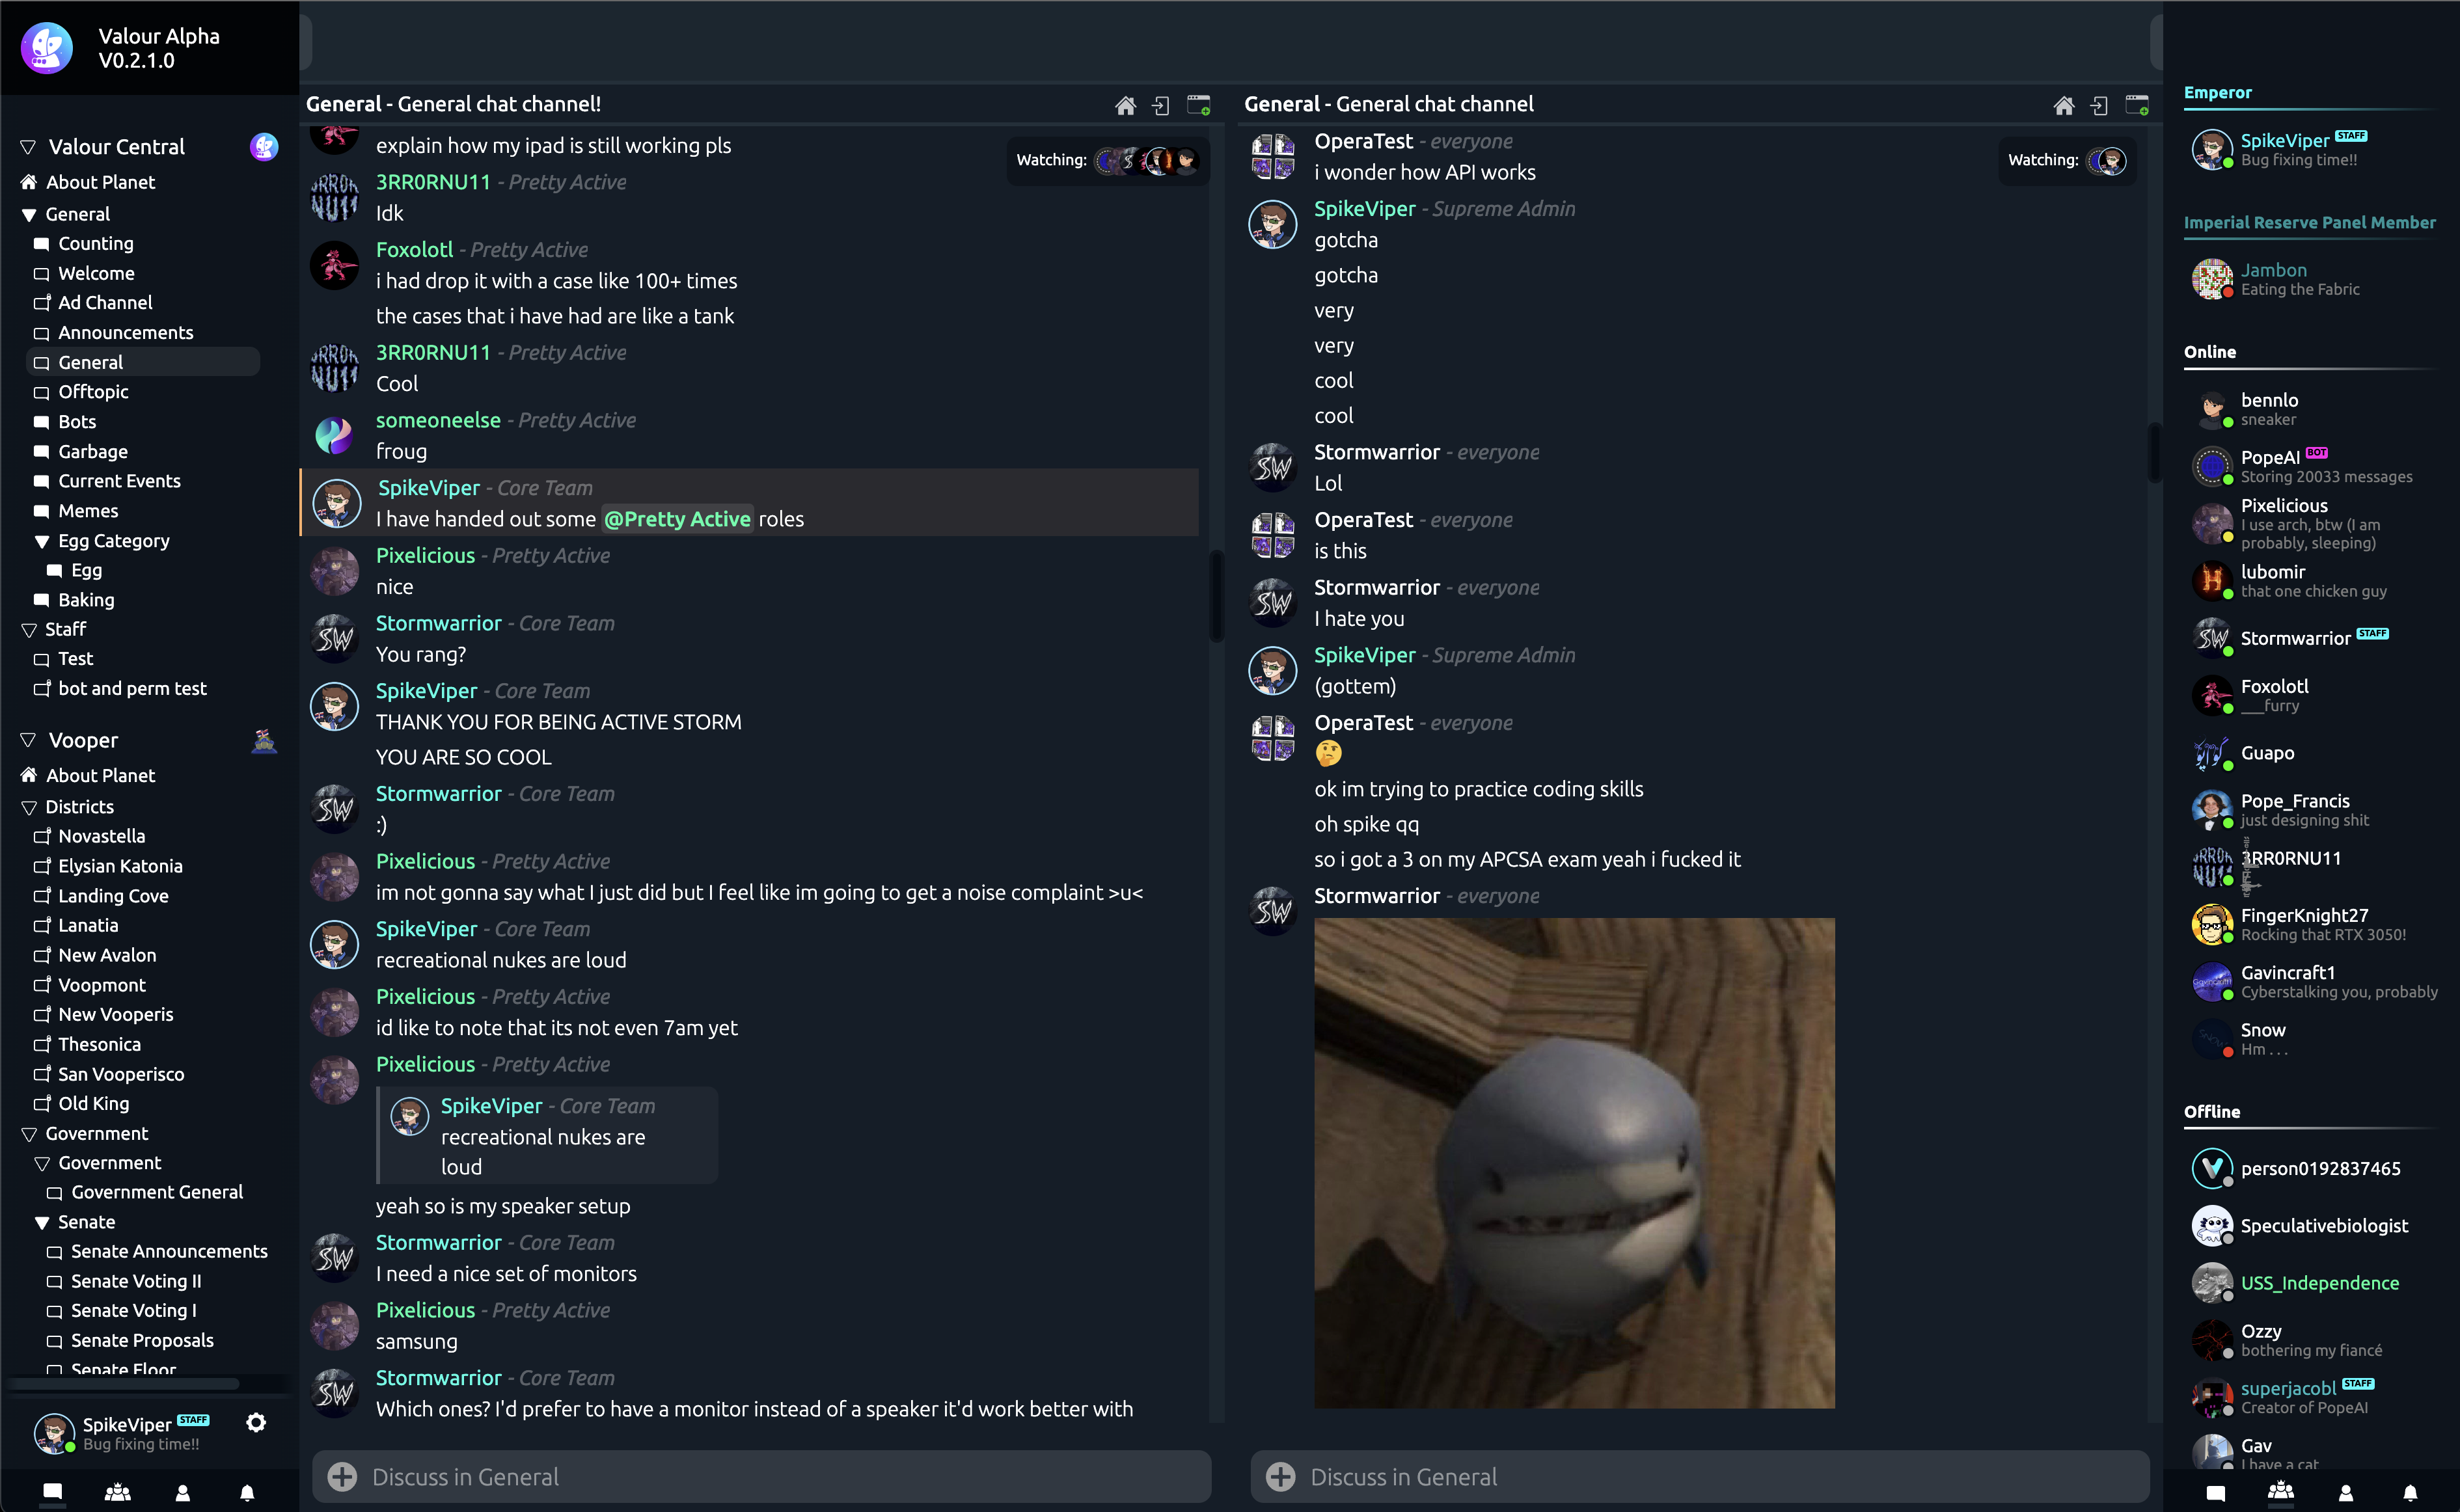 Valour Alpha
V0.2.1.0
Valour Central
About Planet
General
Counting
Welcome
Ad Channel
Announcements
General
Offtopic
Bots
Garbage
Current Events
Memes
Egg Category
Egg
Baking
Staff
Test
bot and perm test
Vooper
About Planet
Districts
Novastella
Elysian Katonia
Landing Cove
Lanatia
New Avalon
Voopmont
New Vooperis
Thesonica
San Vooperisco
Old King
Government
Government
Government General
Senate
Senate Announcements
Senate Voting II
Senate Voting I
Senate Proposals
Senate Floor
SpikeViper STAFF
Bug fixing time!!
General - General chat channel!
Watching:
explain how my ipad is still working pls
3RR0RNU11 - Pretty Active
Idk
Foxolotl - Pretty Active
i had drop it with a case like 100+ times
the cases that i have had are like a tank
3RR0RNU11 - Pretty Active
Cool
someoneelse - Pretty Active
froug
SpikeViper - Core Team
I have handed out some @Pretty Active roles
Pixelicious - Pretty Active
nice
Stormwarrior - Core Team
You rang?
SpikeViper - Core Team
THANK YOU FOR BEING ACTIVE STORM
YOU ARE SO COOL
Stormwarrior - Core Team
:)
Pixelicious - Pretty Active
im not gonna say what I just did but I feel like im going to get a noise complaint >u<
SpikeViper - Core Team
recreational nukes are loud
Pixelicious - Pretty Active
id like to note that its not even 7am yet
Pixelicious - Pretty Active
SpikeViper - Core Team
recreational nukes are
loud
yeah so is my speaker setup
Stormwarrior - Core Team
I need a nice set of monitors
Pixelicious - Pretty Active
samsung
Stormwarrior - Core Team
Which ones? I'd prefer to have a monitor instead of a speaker it'd work better with
Discuss in General
General - General chat channel
Watching:
OperaTest - everyone
i wonder how API works
SpikeViper - Supreme Admin
gotcha
gotcha
very
very
cool
cool
Stormwarrior - everyone
Lol
OperaTest - everyone
is this
Stormwarrior - everyone
I hate you
SpikeViper - Supreme Admin
(gottem)
OperaTest - everyone
🤔
ok im trying to practice coding skills
oh spike qq
so i got a 3 on my APCSA exam yeah i fucked it
Stormwarrior - everyone
Discuss in General
Emperor
SpikeViper STAFF
Bug fixing time!!
Imperial Reserve Panel Member
Jambon
Eating the Fabric
Online
bennlo
sneaker
PopeAI BOT
Storing 20033 messages
Pixelicious
I use arch, btw (I am
probably, sleeping)
lubomir
that one chicken guy
Stormwarrior STAFF
Foxolotl
___furry
Guapo
Pope_Francis
just designing shit
3RR0RNU11
FingerKnight27
Rocking that RTX 3050!
Gavincraft1
Cyberstalking you, probably
Snow
Hm . . .
Offline
person0192837465
Speculativebiologist
USS_Independence
Ozzy
bothering my fiancé
superjacobl STAFF
Creator of PopeAI
Gav
I have a cat